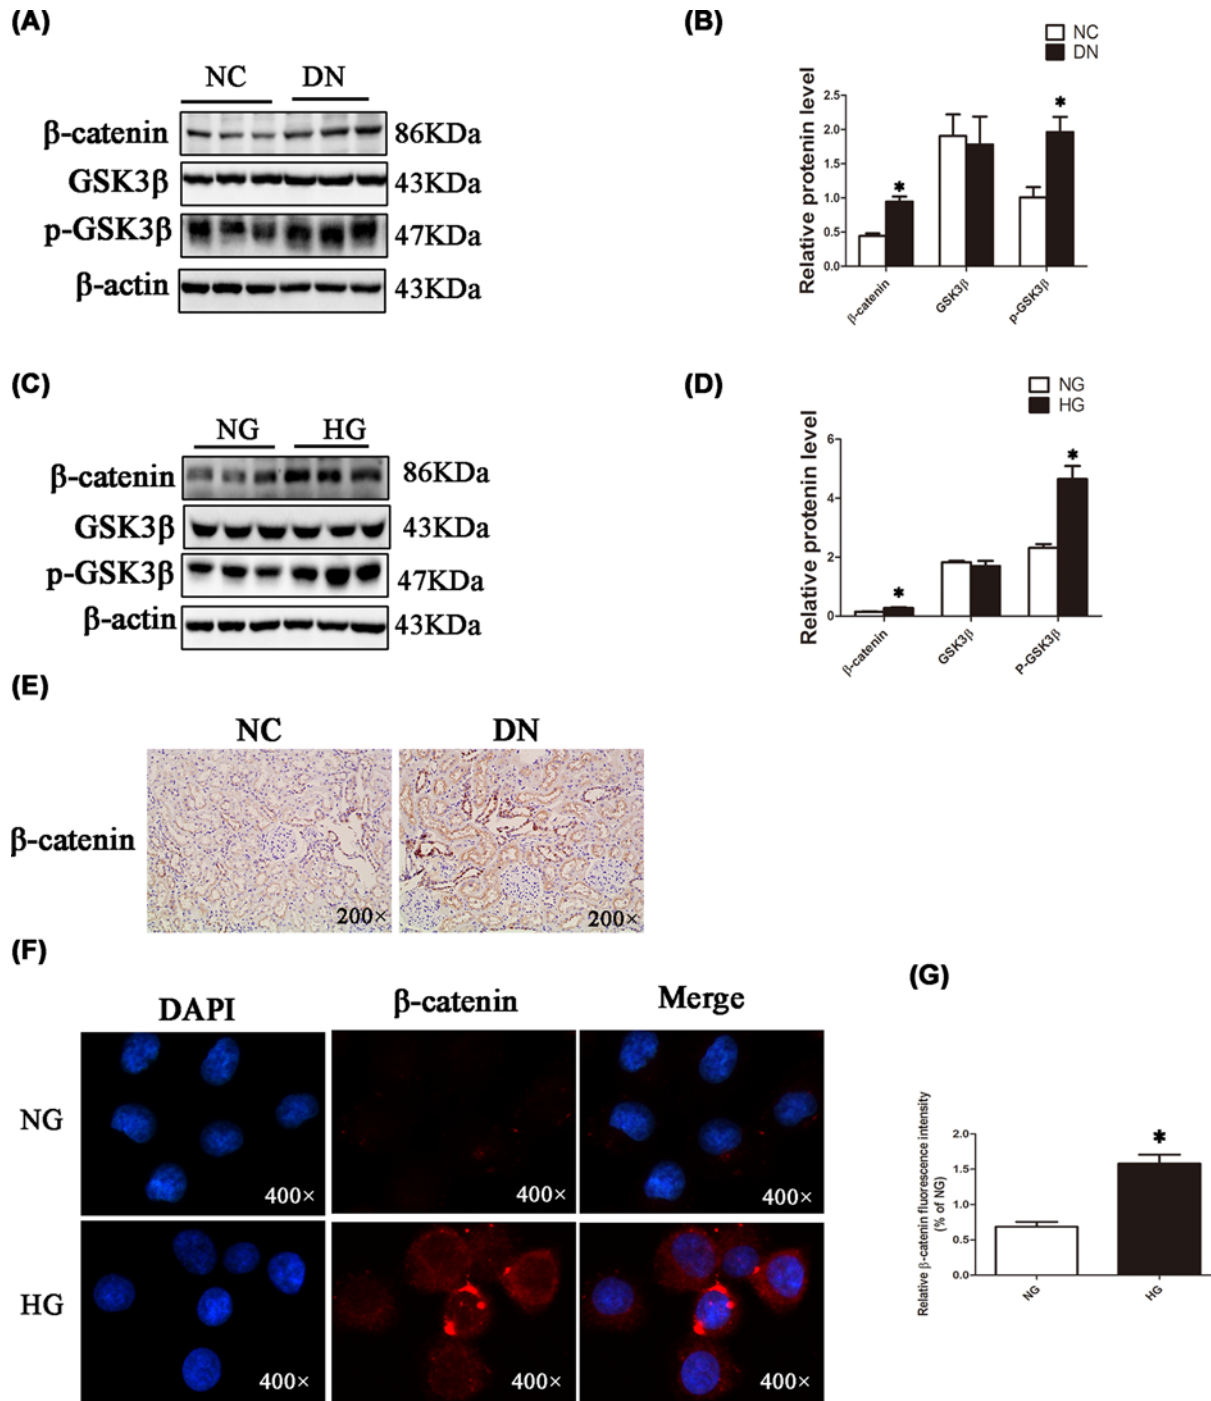 (A)
NC DN
β-catenin 86KDa
GSK3β 43KDa
p-GSK3β 47KDa
β-actin 43KDa
(B)
NC
DN
Relative protenin level
2.5
2.0
1.5
1.0
0.5
0.0
* *
β-catenin GSK3β p-GSK3β
(C)
NG HG
β-catenin 86KDa
GSK3β 43KDa
p-GSK3β 47KDa
β-actin 43KDa
(D)
NG
HG
Relative protenin level
6
4
2
0
* *
β-catenin GSK3β P-GSK3β
(E)
NC DN
β-catenin
200× 200×
(F)
DAPI β-catenin Merge
NG
400× 400× 400×
HG
400× 400× 400×
(G)
Relative β-catenin fluorescence intensity
(% of NG)
2.0
1.5
1.0
0.5
0.0
*
NG HG